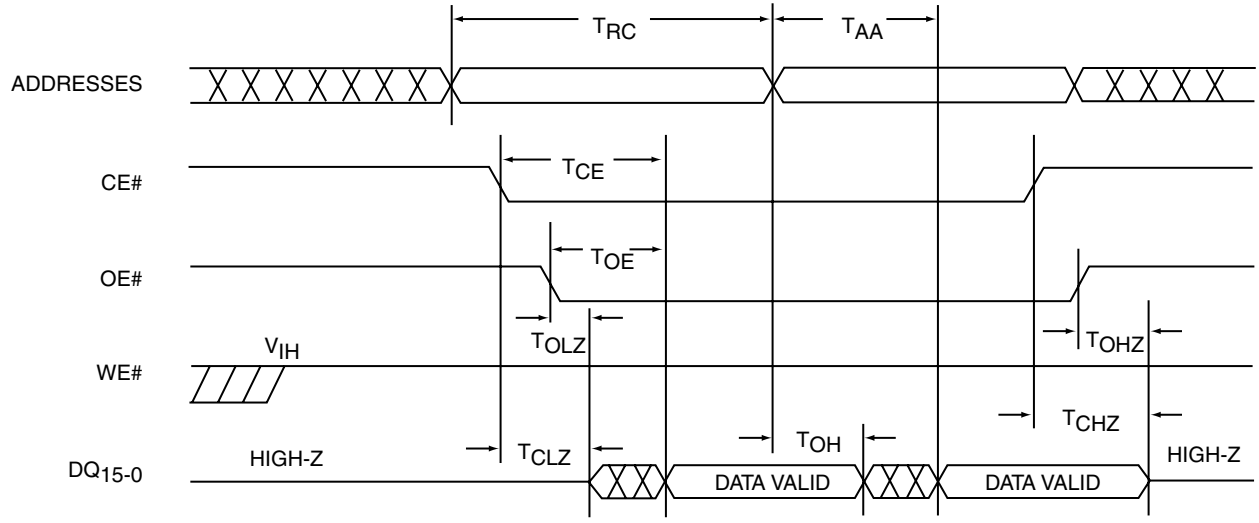 TRC
TAA
ADDRESSES
TCE
CE#
TOE
OE#
TOLZ
TOHZ
VIH
WE#
TCHZ
TCLZ
TOH
HIGH-Z
HIGH-Z
DQ15-0
DATA VALID
DATA VALID